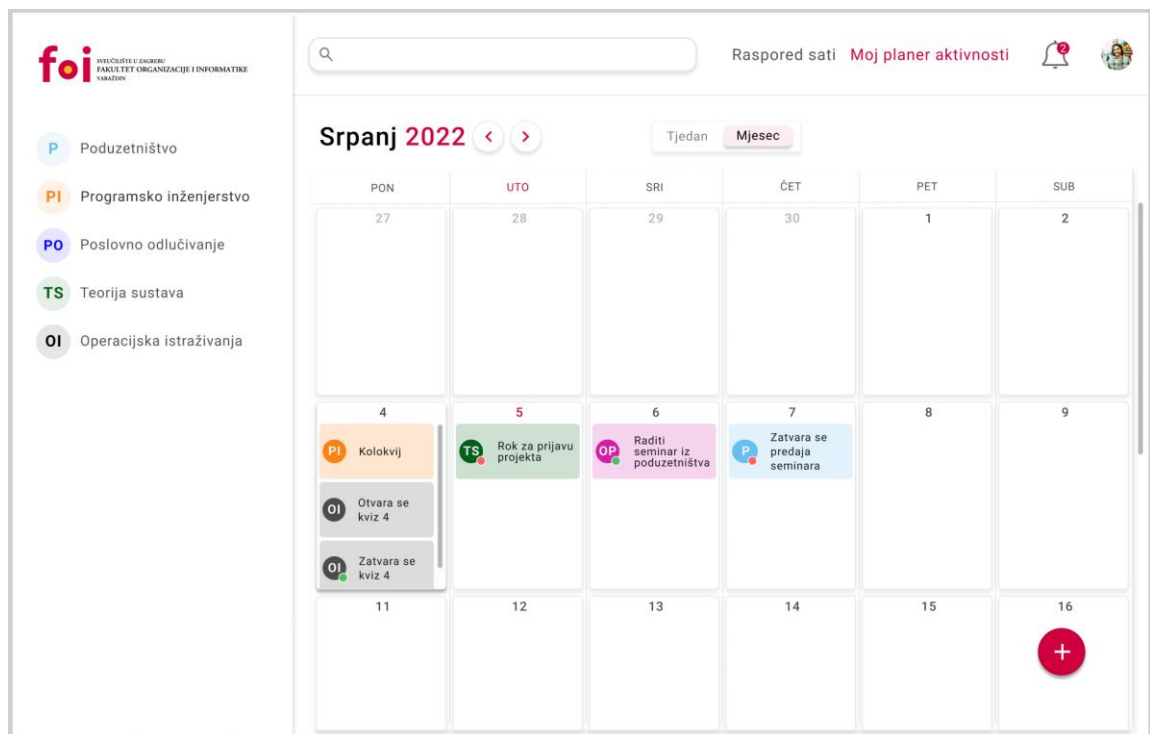 foi
SVEUČILIŠTE U ZAGREBU
FAKULTET ORGANIZACIJE I INFORMATIKE
VARAŽDIN
Raspored sati Moj planer aktivnosti
2
P Poduzetništvo
PI Programsko inženjerstvo
PO Poslovno odlučivanje
TS Teorija sustava
OI Operacijska istraživanja
Srpanj 2022 < >
Tjedan Mjesec
PON UTO SRI ČET PET SUB
27 28 29 30 1 2
4 5 6 7 8 9
PI Kolokvij
OI Otvara se
kviz 4
OI Zatvara se
kviz 4
TS Rok za prijavu
projekta
OP Raditi
seminar iz
poduzetništva
P Zatvara se
predaja
seminara
11 12 13 14 15 16
+